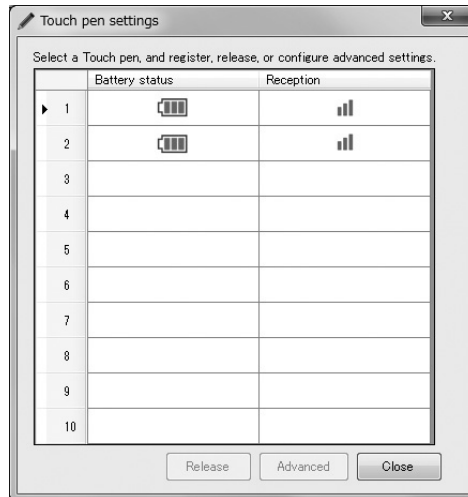 Touch pen settings
x
Select a Touch pen, and register, release, or configure advanced settings.
Battery status Reception
1
2
3
4
5
6
7
8
9
10
Release Advanced Close